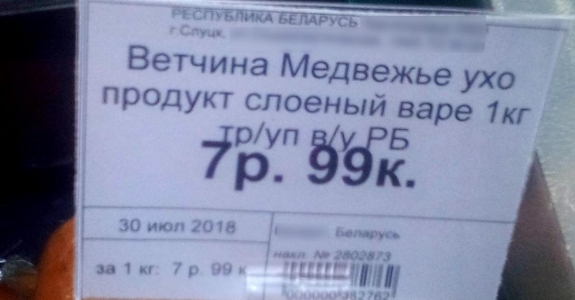 РЕСПУБЛИКА БЕЛАРУСЬ
г.Слуцк,
Ветчина Медвежье ухо
продукт слоеный варе 1кг
тр/уп в/у РБ
7р. 99к.
30 июл 2018
Беларусь
накл. № 2802873
за 1 кг: 7 р. 99 к
000000982762